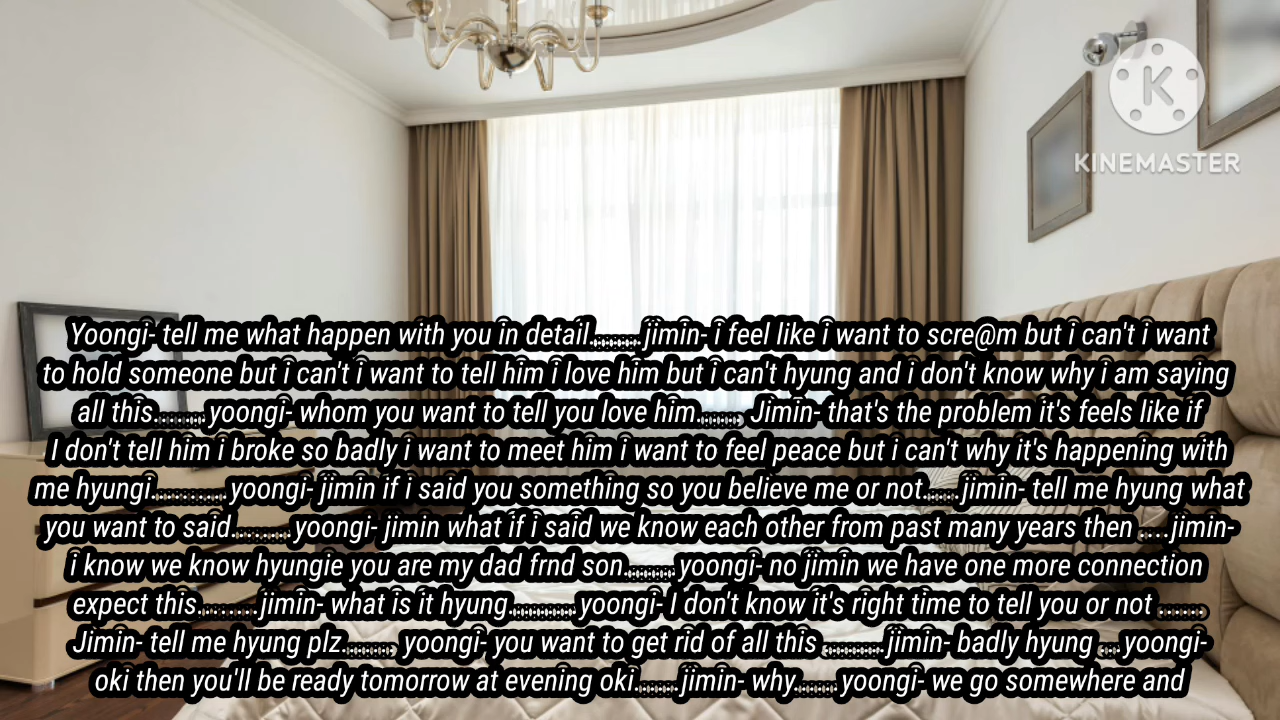 K
KINEMASTER
Yoongi- tell me what happen with you in detail..........jimin- i feel like i want to scre@m but i can't i want
to hold someone but i can't i want to tell him i love him but i can't hyung and i don't know why i am saying
all this..........yoongi- whom you want to tell you love him.......... Jimin- that's the problem it's feels like if
I don't tell him i broke so badly i want to meet him i want to feel peace but i can't why it's happening with
me hyungi..............yoongi- jimin if i said you something so you believe me or not.......jimin- tell me hyung what
you want to said............yoongi- jimin what if i said we know each other from past many years then .....jimin-
i know we know hyungie you are my dad frnd son..........yoongi- no jimin we have one more connection
expect this...........jimin- what is it hyung.............yoongi- I don't know it's right time to tell you or not .........
Jimin- tell me hyung plz.......... yoongi- you want to get rid of all this ............jimin- badly hyung ....yoongi-
oki then you'll be ready tomorrow at evening oki.........jimin- why........yoongi- we go somewhere and